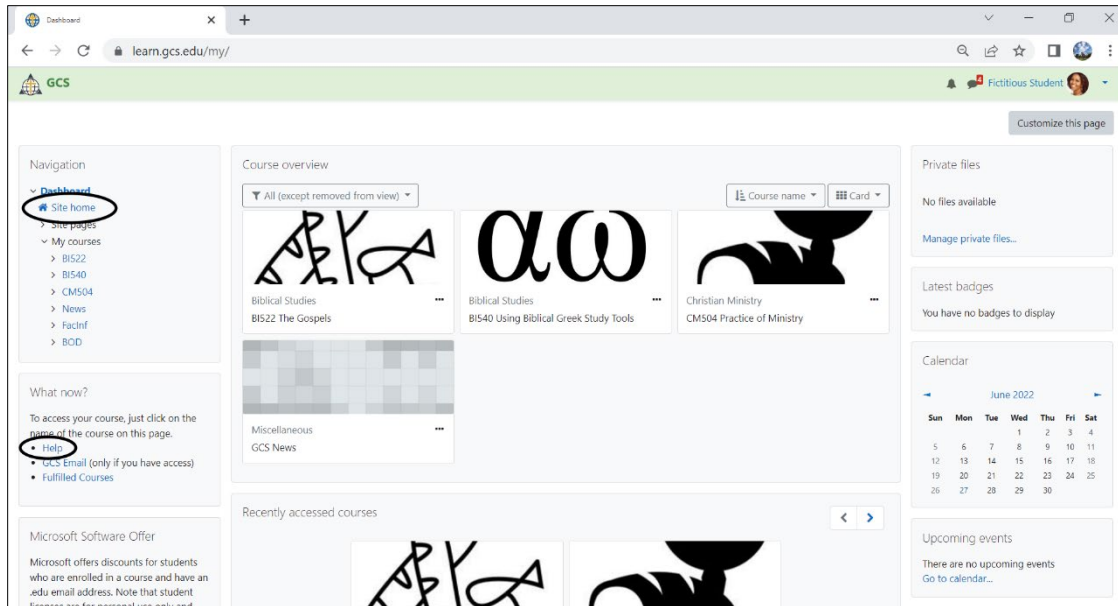 Dashboard
learn.gcs.edu/my/
GCS
4
Fictitious Student
Customize this page
Navigation
Dashboard
Site home
Site pages
My courses
BI522
BI540
CM504
News
FacInf
BOD
What now?
To access your course, just click on the
name of the course on this page.
Help
GCS Email (only if you have access)
Fulfilled Courses
Microsoft Software Offer
Microsoft offers discounts for students
who are enrolled in a course and have an
.edu email address. Note that student
licenses are for personal use only and
Course overview
All (except removed from view)
Course name
Card
αω
Biblical Studies
BI522 The Gospels
Biblical Studies
BI540 Using Biblical Greek Study Tools
Christian Ministry
CM504 Practice of Ministry
Miscellaneous
GCS News
Recently accessed courses
Private files
No files available
Manage private files...
Latest badges
You have no badges to display
Calendar
June 2022
Sun Mon Tue Wed Thu Fri Sat
1 2 3 4
5 6 7 8 9 10 11
12 13 14 15 16 17 18
19 20 21 22 23 24 25
26 27 28 29 30
Upcoming events
There are no upcoming events
Go to calendar...